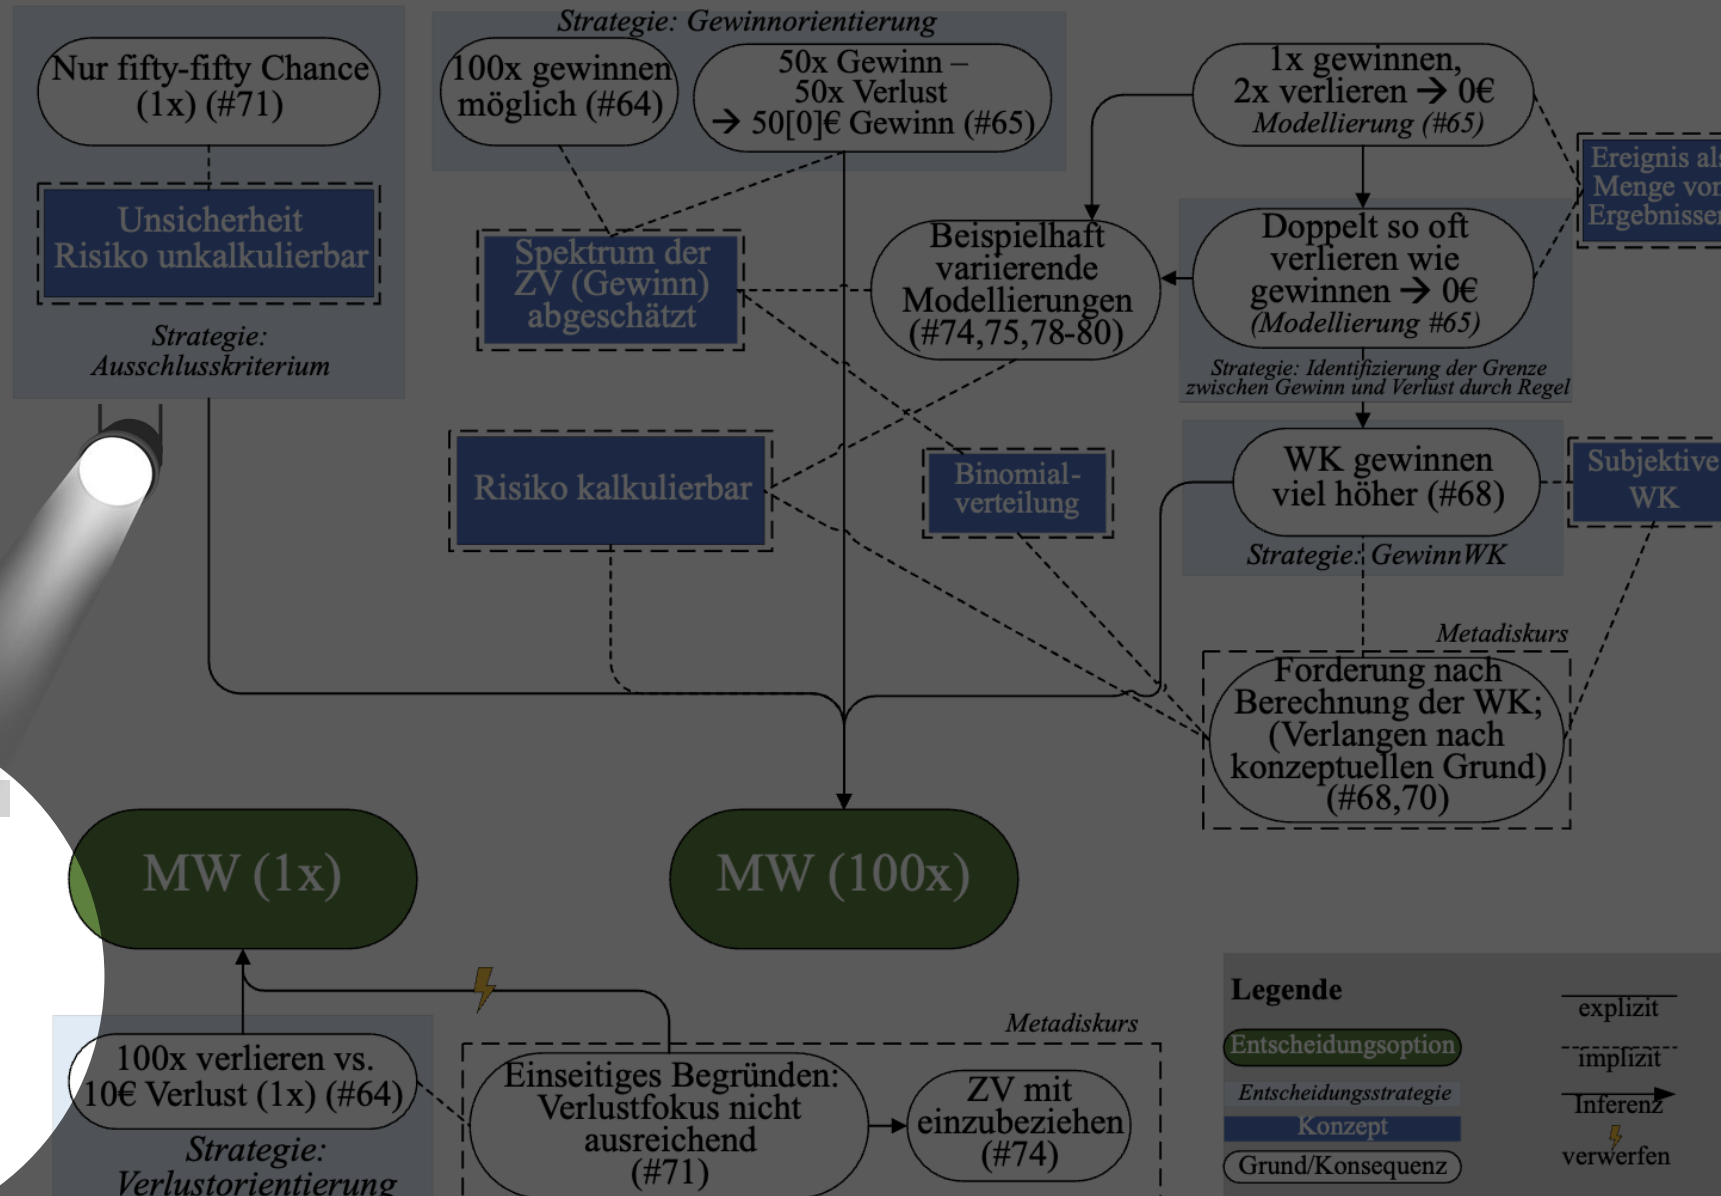 Strategie: Gewinnorientierung
Nur fifty-fifty Chance
(1x) (#71)
100x gewinnen
möglich (#64)
50x Gewinn –
50x Verlust
→ 50[0]€ Gewinn (#65)
1x gewinnen,
2x verlieren → 0€
Modellierung (#65)
Ereignis als
Menge von
Ergebnissen
Unsicherheit
Risiko unkalkulierbar
Strategie:
Ausschlusskriterium
Spektrum der
ZV (Gewinn)
abgeschätzt
Beispielhaft
variierende
Modellierungen
(#74,75,78-80)
Doppelt so oft
verlieren wie
gewinnen → 0€
(Modellierung #65)
Strategie: Identifizierung der Grenze
zwischen Gewinn und Verlust durch Regel
Risiko kalkulierbar
Binomial-
verteilung
WK gewinnen
viel höher (#68)
Strategie: GewinnWK
Subjektive
WK
Metadiskurs
Forderung nach
Berechnung der WK;
(Verlangen nach
konzeptuellen Grund)
(#68,70)
MW (1x)
MW (100x)
100x verlieren vs.
10€ Verlust (1x) (#64)
Strategie:
Verlustorientierung
Metadiskurs
Einseitiges Begründen:
Verlustfokus nicht
ausreichend
(#71)
ZV mit
einzubeziehen
(#74)
Legende
Entscheidungsoption
Entscheidungsstrategie
Konzept
Grund/Konsequenz
explizit
implizit
Inferenz
verwerfen